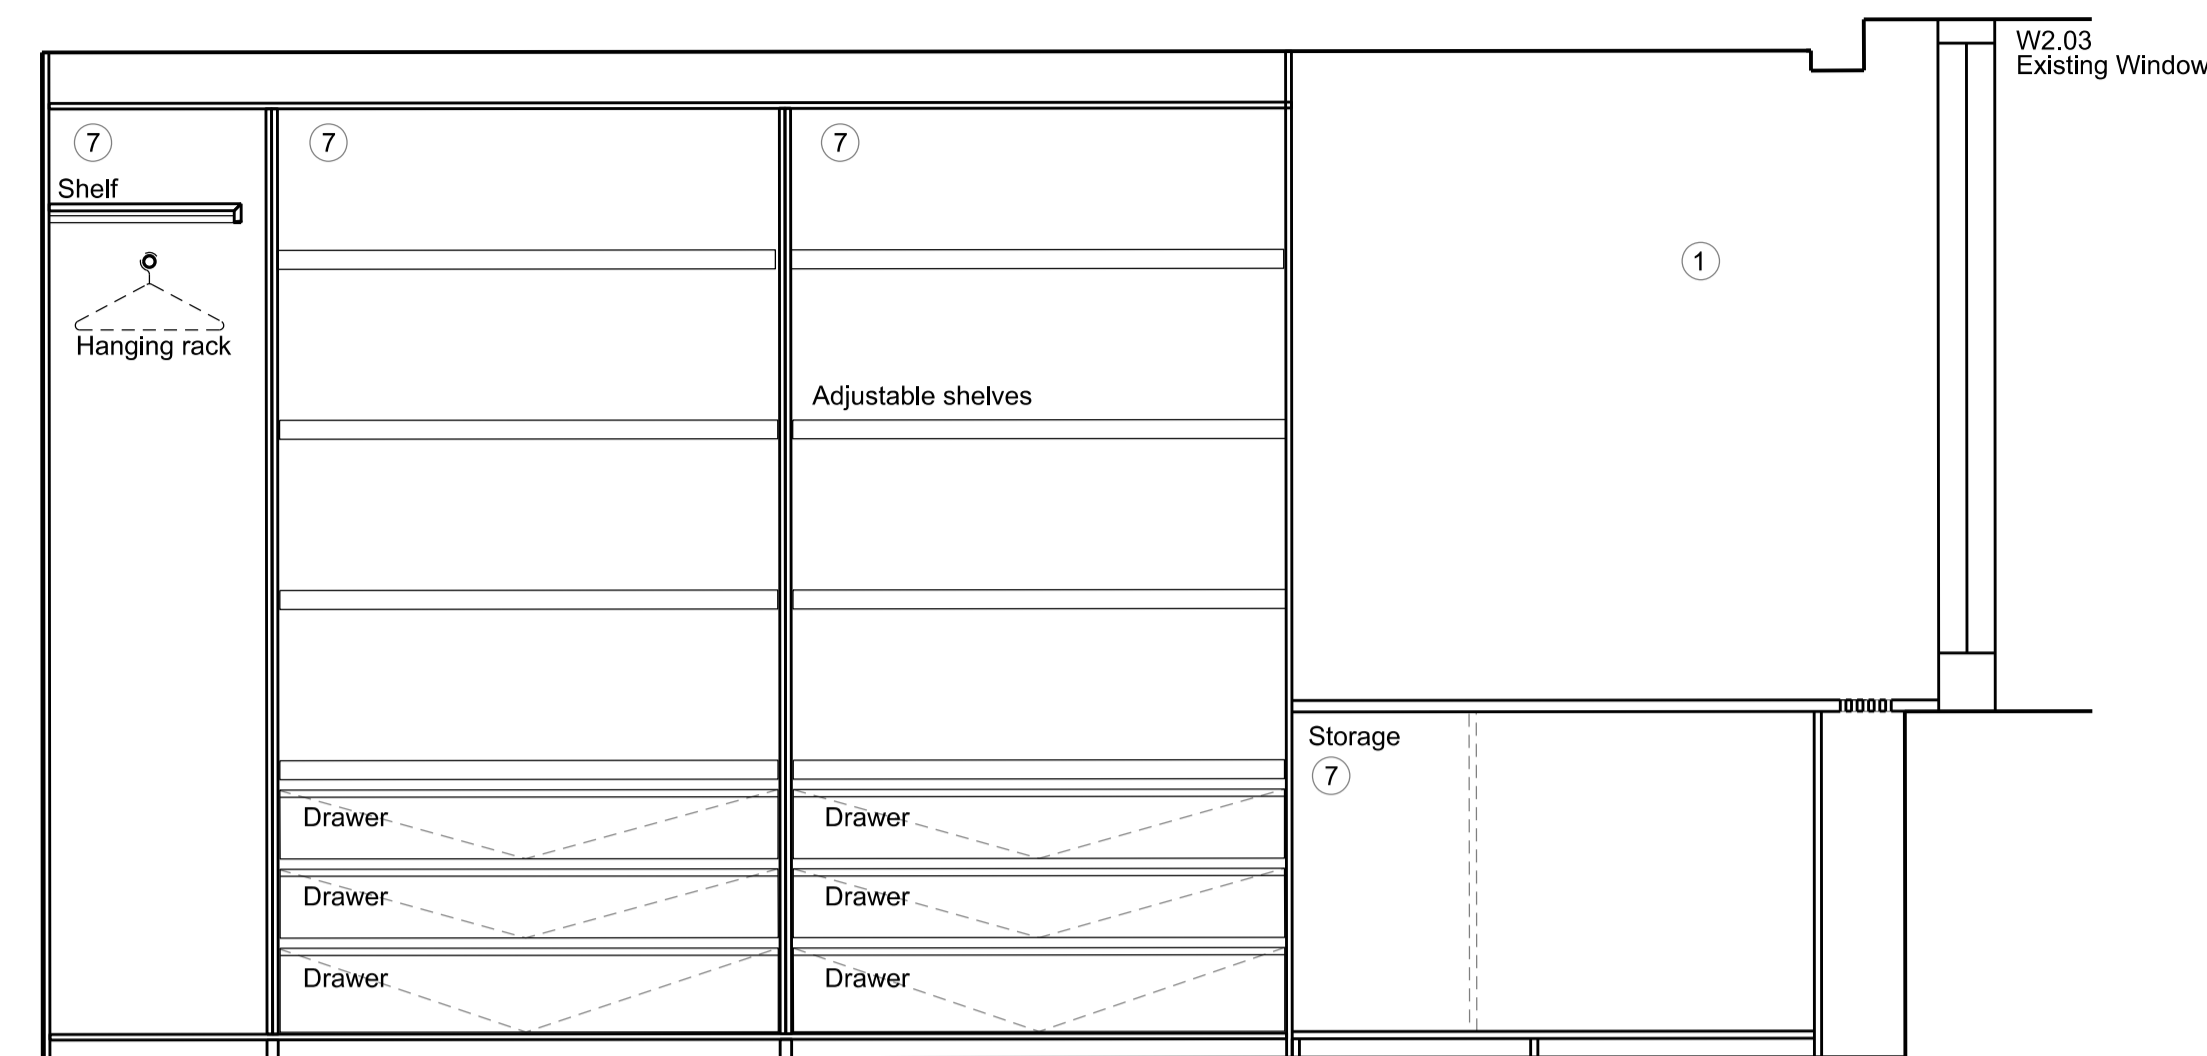 W2.03
Existing Window
7
7
7
Shelf
1
Hanging rack
Adjustable shelves
Storage
7
Drawer
Drawer
Drawer
Drawer
Drawer
Drawer